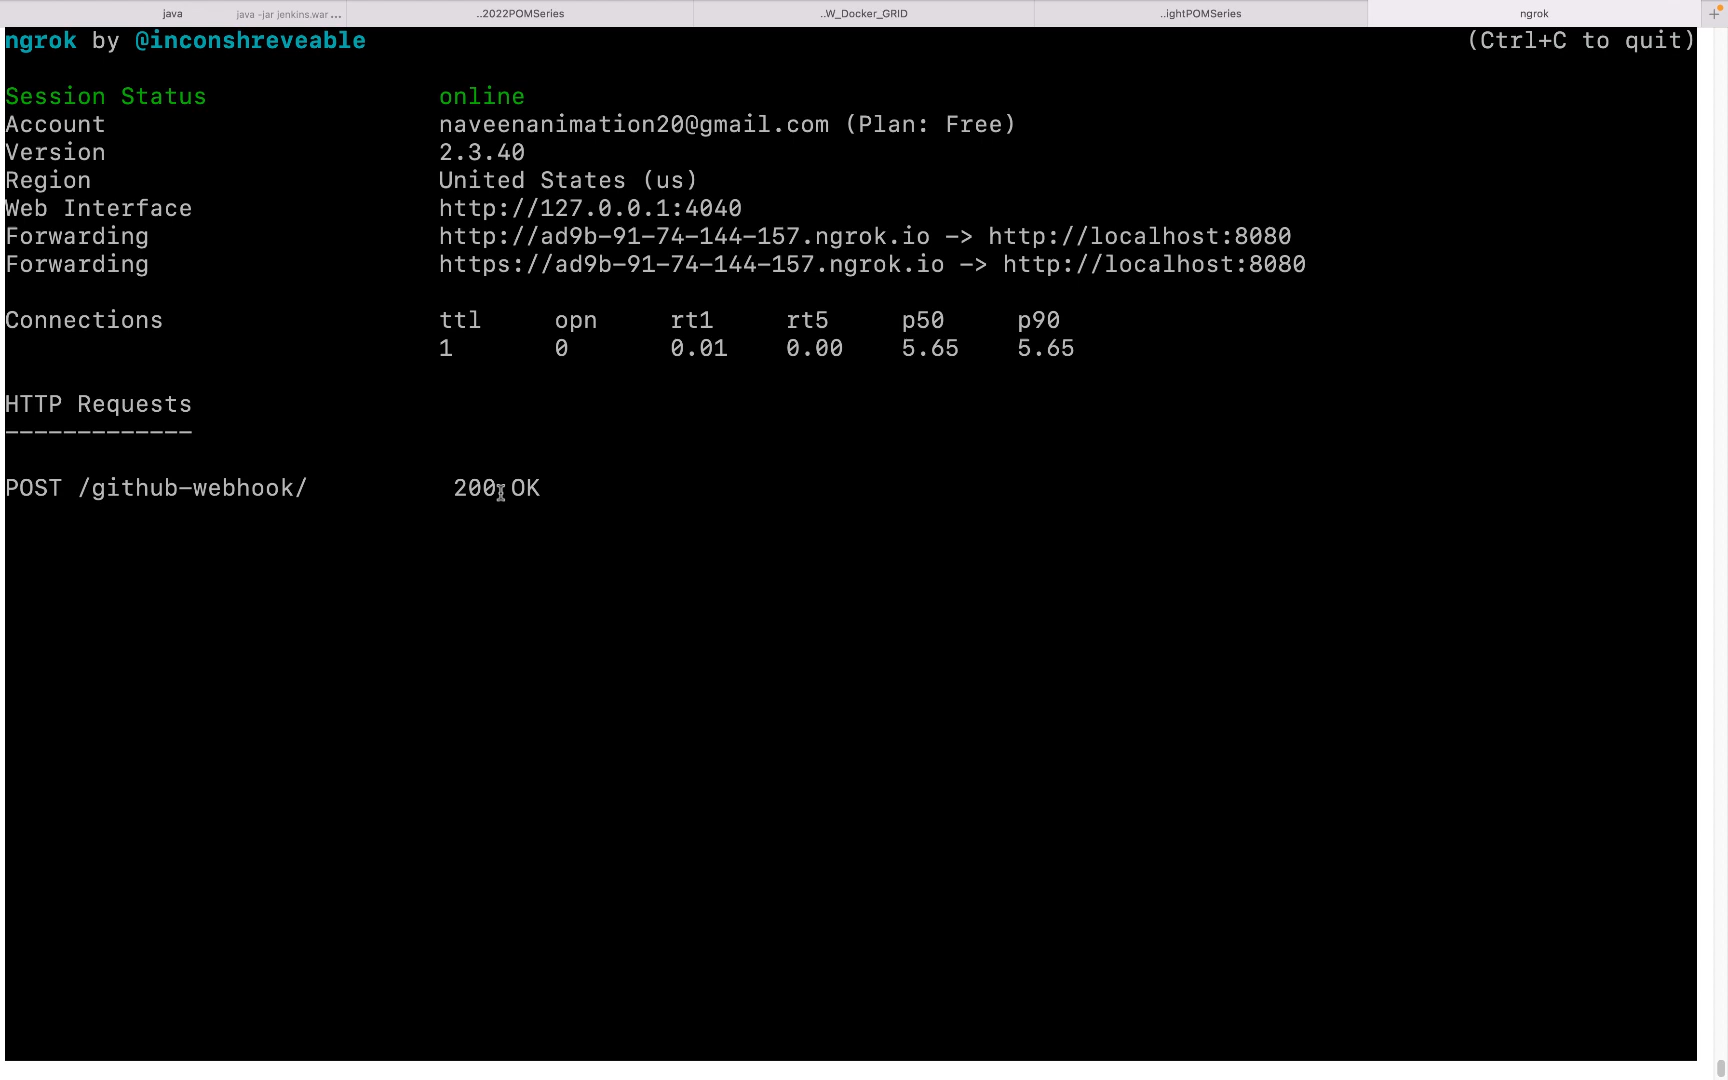 java java -jar jenkins.war ... ..2022POMSeries ..W_Docker_GRID ..ightPOMSeries ngrok +
ngrok by @inconshreveable (Ctrl+C to quit)
Session Status online
Account naveenanimation20@gmail.com (Plan: Free)
Version 2.3.40
Region United States (us)
Web Interface http://127.0.0.1:4040
Forwarding http://ad9b-91-74-144-157.ngrok.io -> http://localhost:8080
Forwarding https://ad9b-91-74-144-157.ngrok.io -> http://localhost:8080
Connections ttl opn rt1 rt5 p50 p90
1 0 0.01 0.00 5.65 5.65
HTTP Requests
-------------
POST /github-webhook/ 200 OK